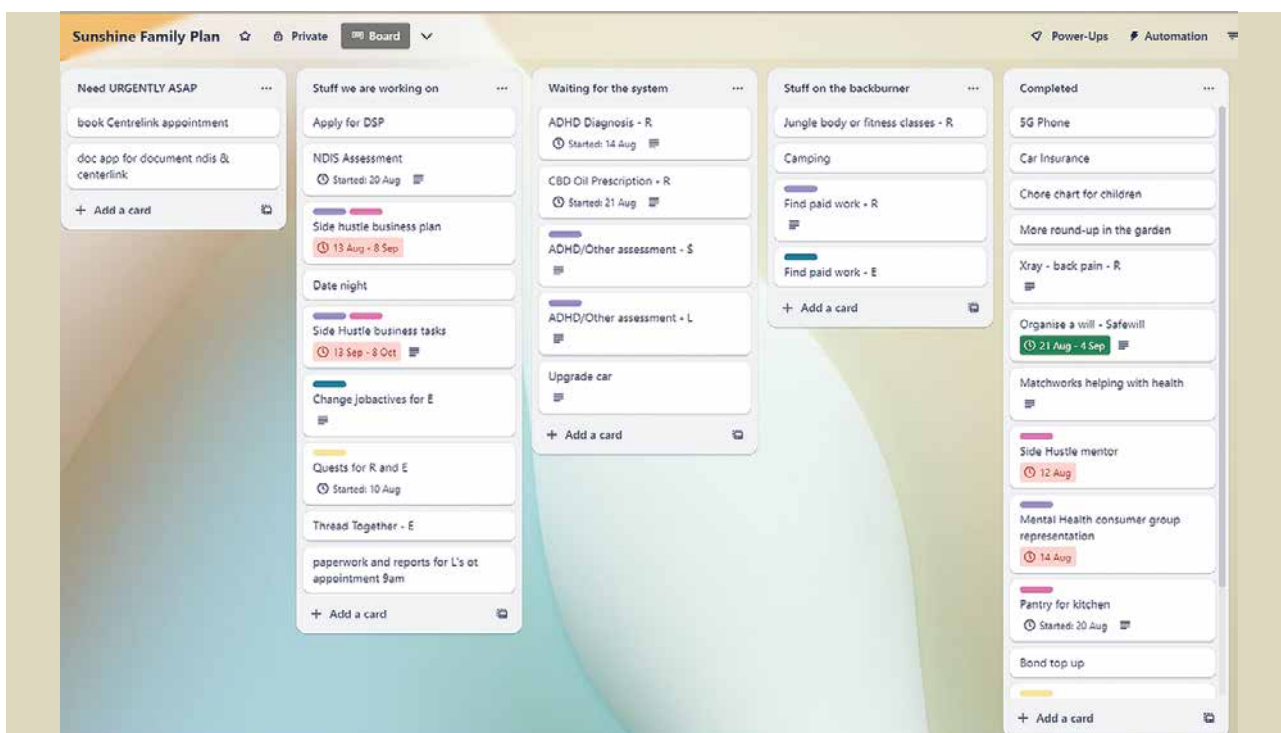 Sunshine Family Plan
Private
Board
Power-Ups
Automation
Need URGENTLY ASAP
book Centrelink appointment
doc app for document ndis &
centerlink
+ Add a card
Stuff we are working on
Apply for DSP
NDIS Assessment
Started: 20 Aug
Side hustle business plan
13 Aug - 8 Sep
Date night
Side Hustle business tasks
13 Sep - 8 Oct
Change jobactives for E
Quests for R and E
Started: 10 Aug
Thread Together - E
paperwork and reports for L's ot
appointment 9am
+ Add a card
Waiting for the system
ADHD Diagnosis - R
Started: 14 Aug
CBD Oil Prescription - R
Started: 21 Aug
ADHD/Other assessment - S
ADHD/Other assessment - L
Upgrade car
+ Add a card
Stuff on the backburner
Jungle body or fitness classes - R
Camping
Find paid work - R
Find paid work - E
+ Add a card
Completed
5G Phone
Car Insurance
Chore chart for children
More round-up in the garden
Xray - back pain - R
Organise a will - Safewill
21 Aug - 4 Sep
Matchworks helping with health
Side Hustle mentor
12 Aug
Mental Health consumer group
representation
14 Aug
Pantry for kitchen
Started: 20 Aug
Bond top up
+ Add a card